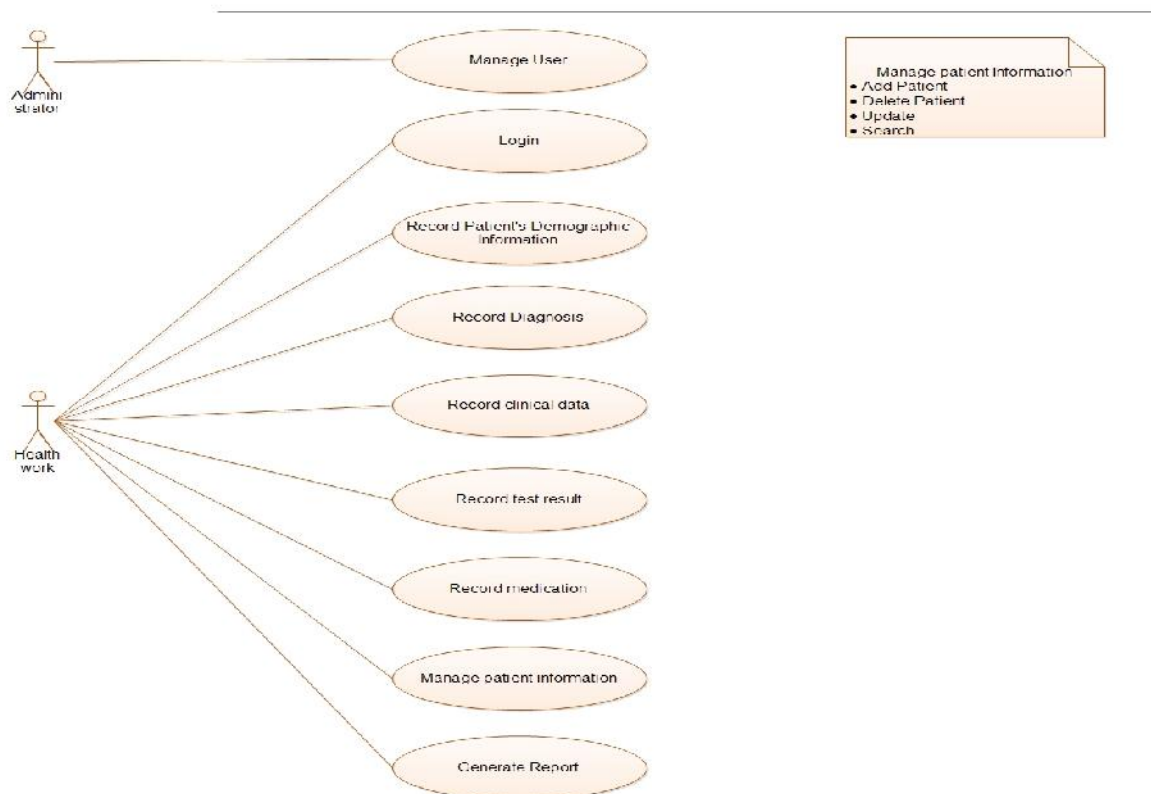 Manage User
Admini
strator
Manage patient Information
• Add Patient
• Delete Patient
• Update
• Search
Login
Record Patient's Demographic
Information
Record Diagnosis
Record clinical data
Health
work
Record test result
Record medication
Manage patient information
Generate Report